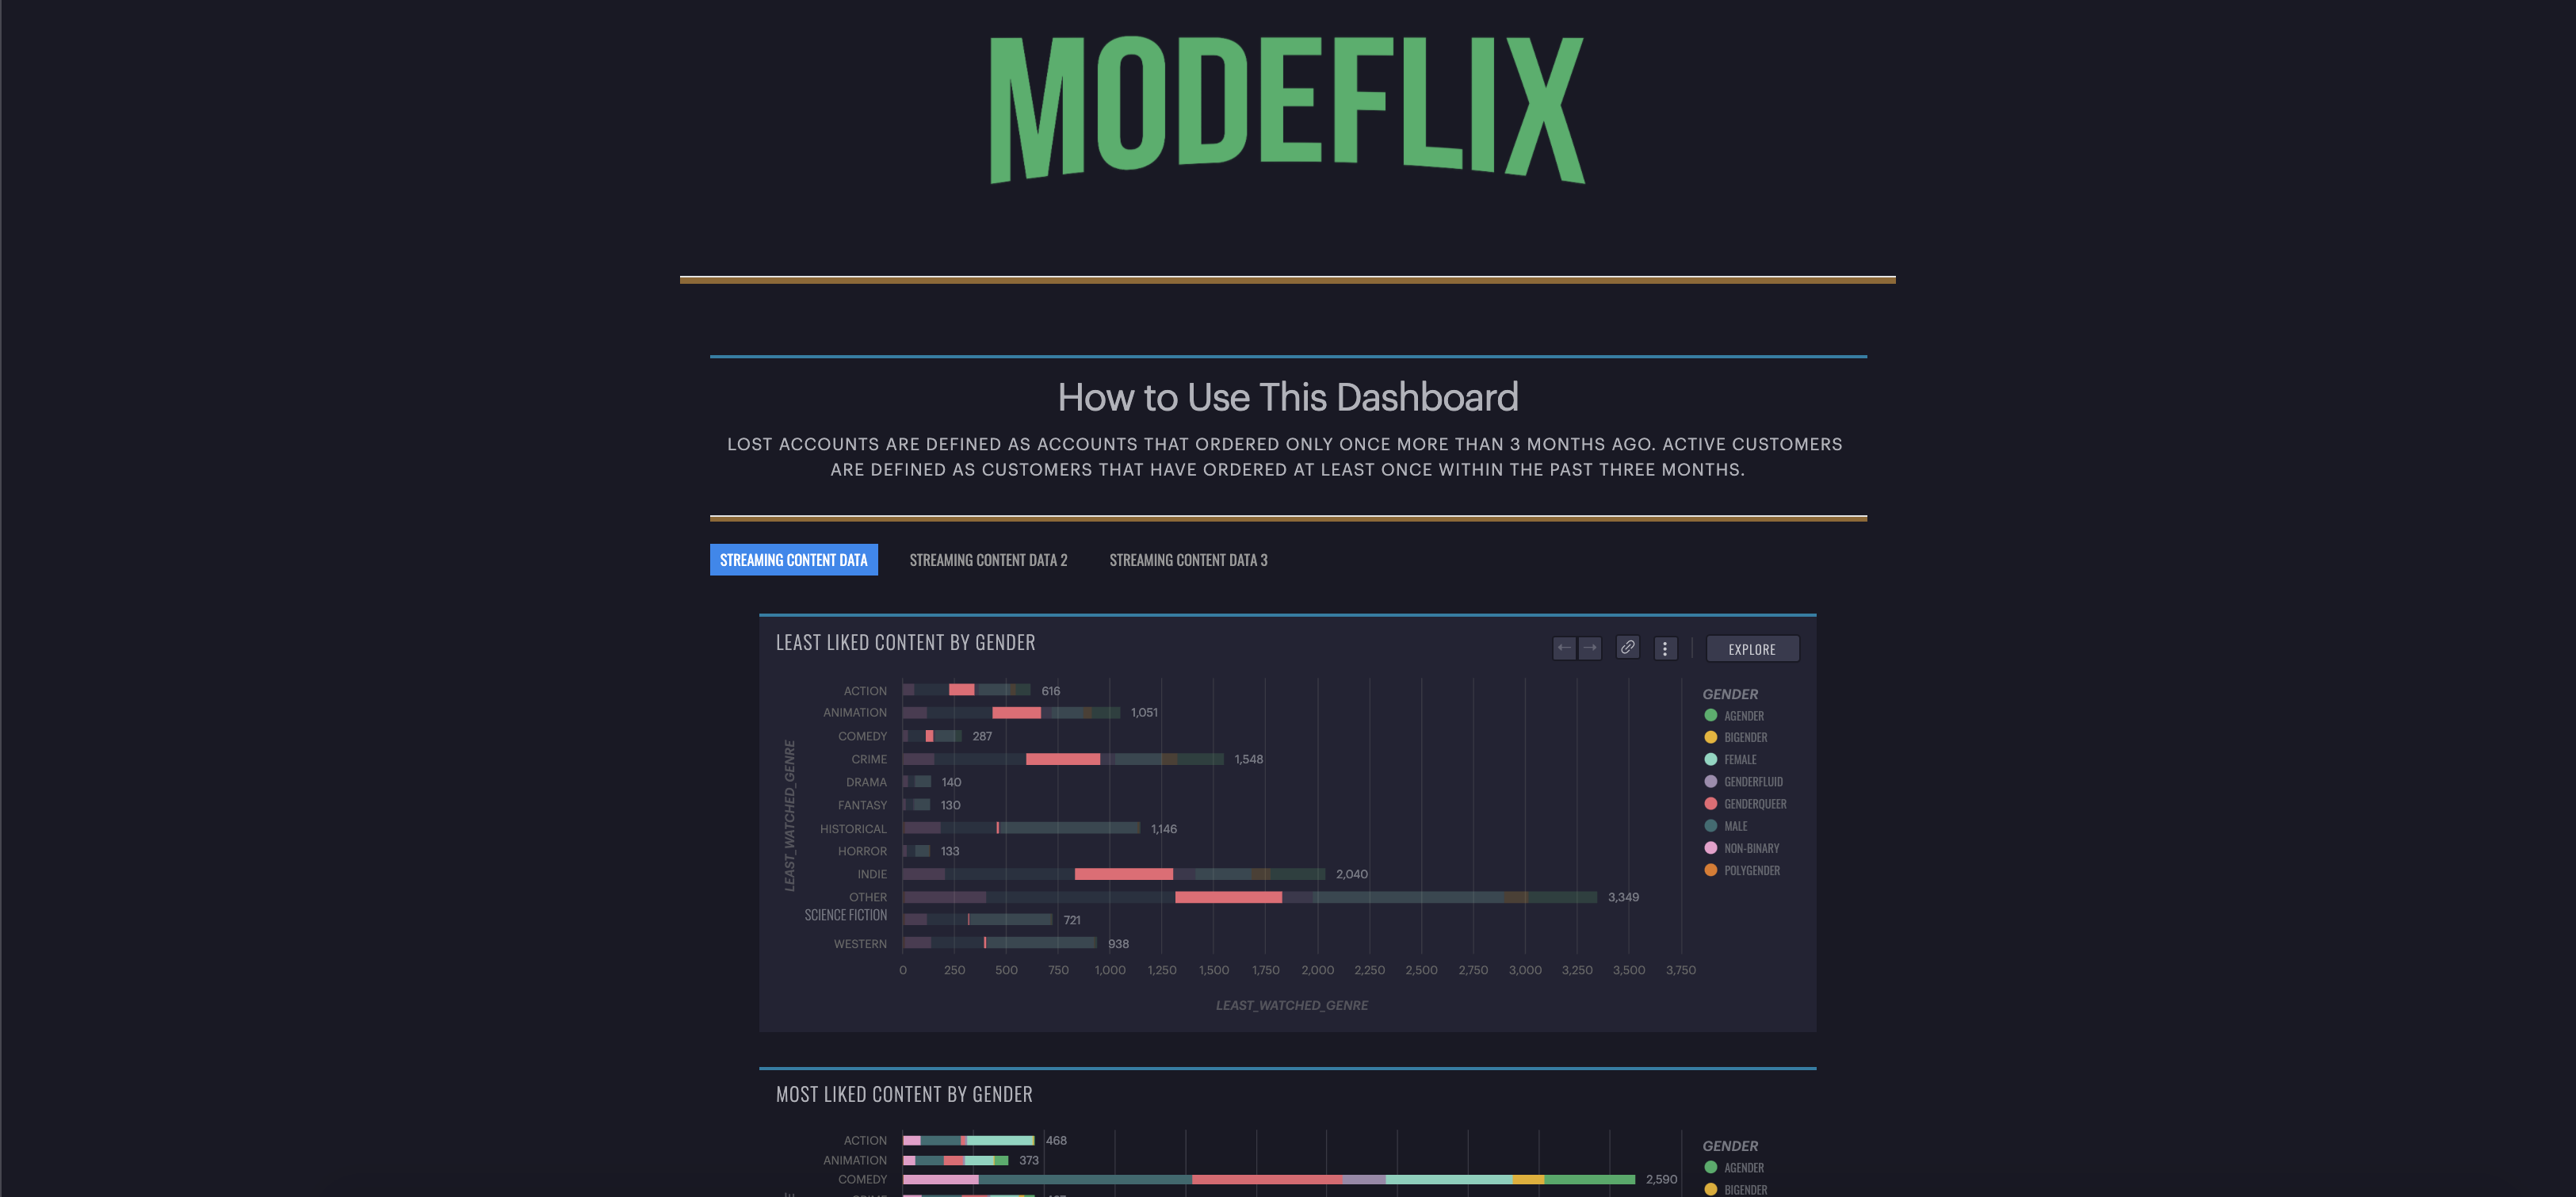 MODEFLIX
How to Use This Dashboard
LOST ACCOUNTS ARE DEFINED AS ACCOUNTS THAT ORDERED ONLY ONCE MORE THAN 3 MONTHS AGO. ACTIVE CUSTOMERS
ARE DEFINED AS CUSTOMERS THAT HAVE ORDERED AT LEAST ONCE WITHIN THE PAST THREE MONTHS.
STREAMING CONTENT DATA STREAMING CONTENT DATA 2 STREAMING CONTENT DATA 3
LEAST LIKED CONTENT BY GENDER
EXPLORE
LEAST_WATCHED_GENRE
ACTION 616
ANIMATION 1,051
COMEDY 287
CRIME 1,548
DRAMA 140
FANTASY 130
HISTORICAL 1,146
HORROR 133
INDIE 2,040
OTHER 3,349
SCIENCE FICTION 721
WESTERN 938
0 250 500 750 1,000 1,250 1,500 1,750 2,000 2,250 2,500 2,750 3,000 3,250 3,500 3,750
LEAST_WATCHED_GENRE
GENDER
AGENDER
BIGENDER
FEMALE
GENDERFLUID
GENDERQUEER
MALE
NON-BINARY
POLYGENDER
MOST LIKED CONTENT BY GENDER
ACTION 468
ANIMATION 373
COMEDY 2,590
GENDER
AGENDER
BIGENDER